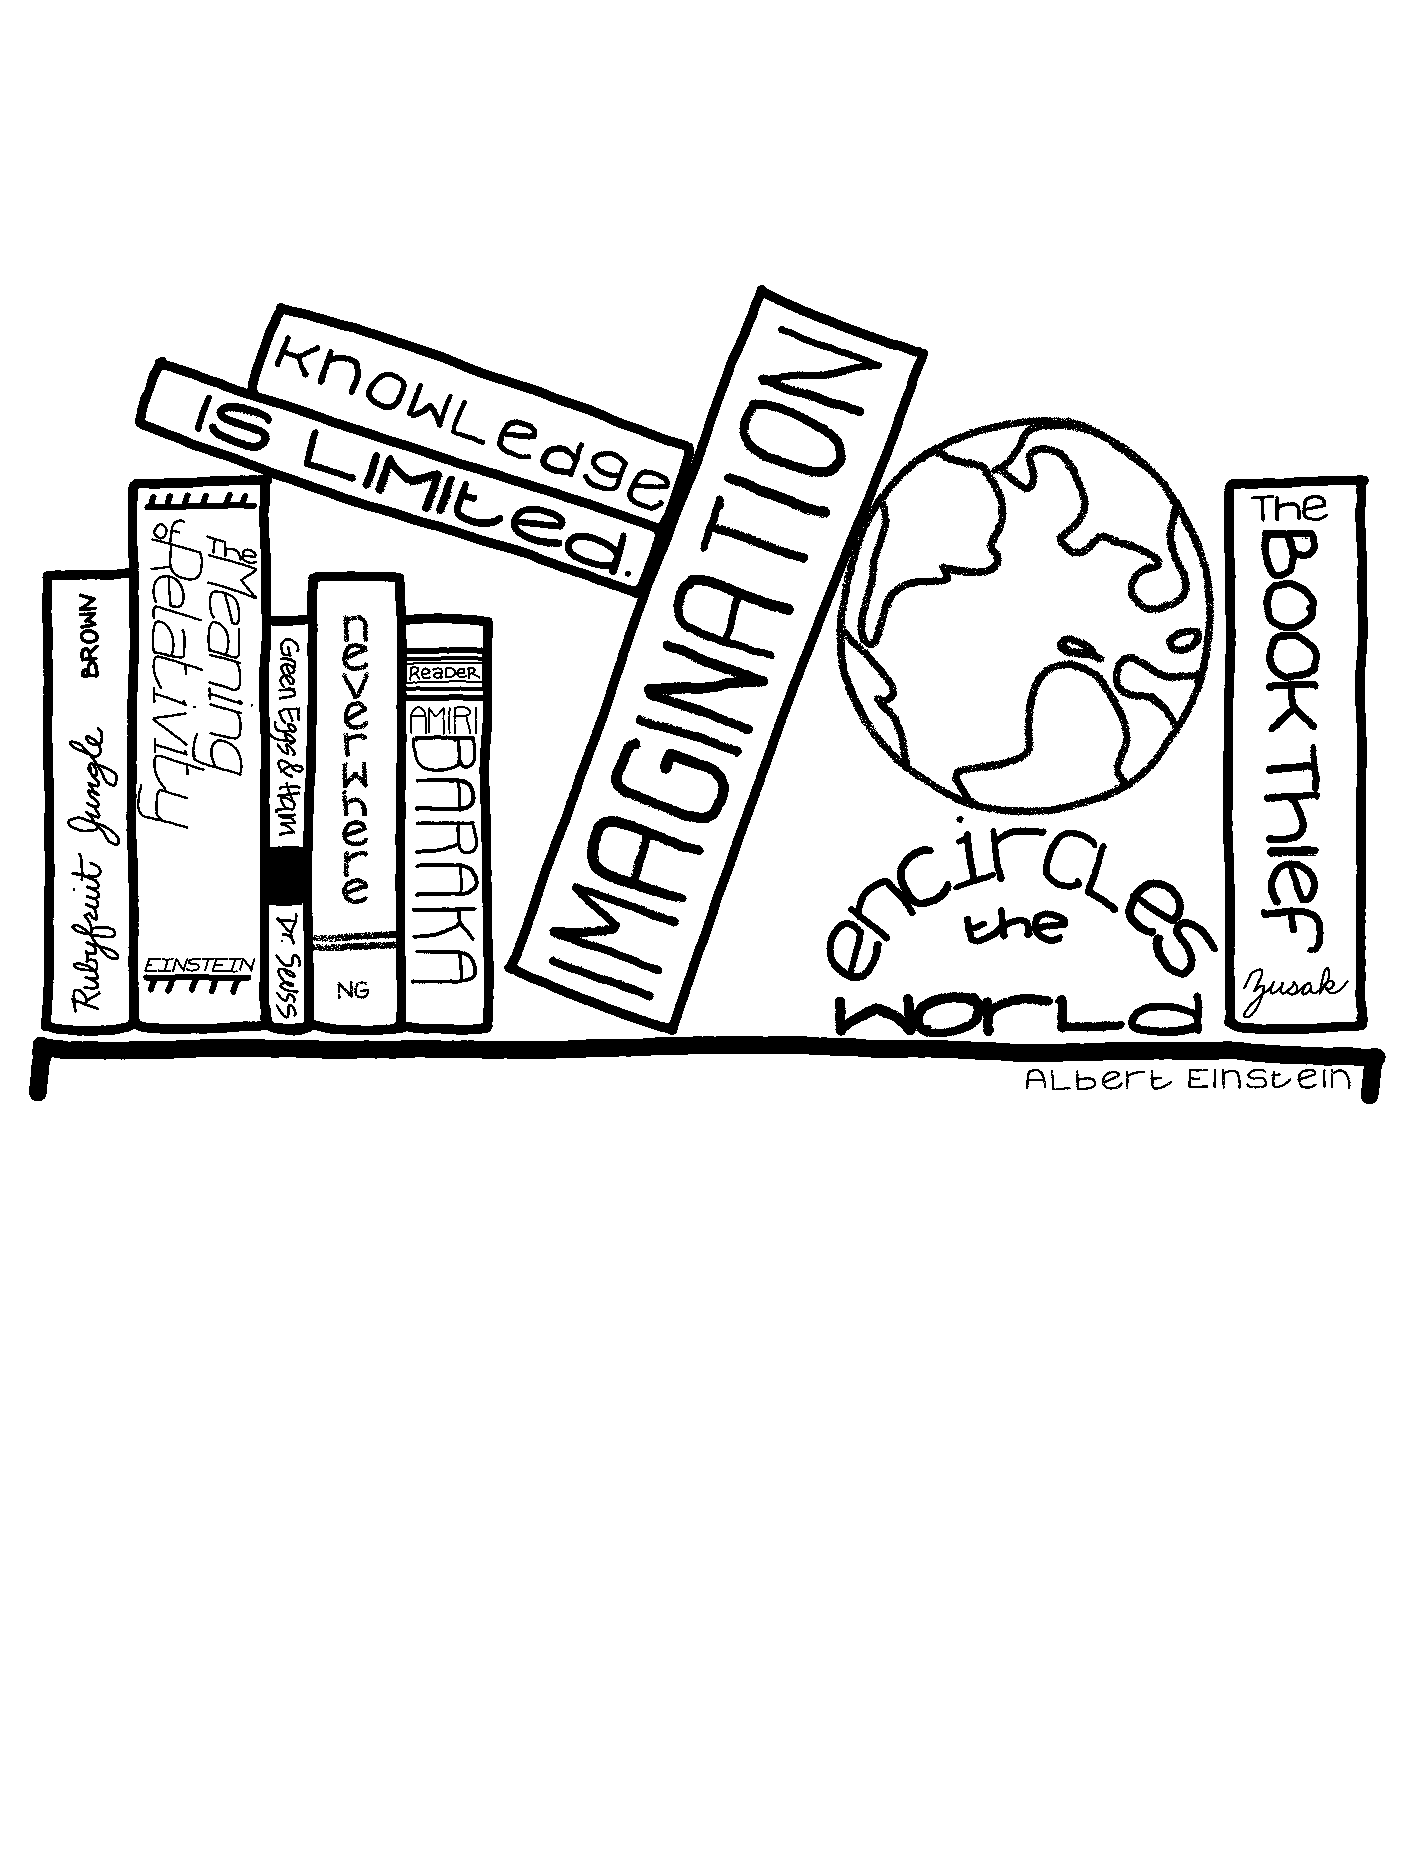 Knowledge
IS LIMIted.
IMAGINATION
encircles
the
world
Albert Einstein
Rubyfruit Jungle BROWN
The Meaning
of Relativity
EINSTEIN
Green Eggs & Ham Dr. Seuss
neverwhere
NG
Reader
AMIRI
BARAKA
The
Book Thief
Zusak